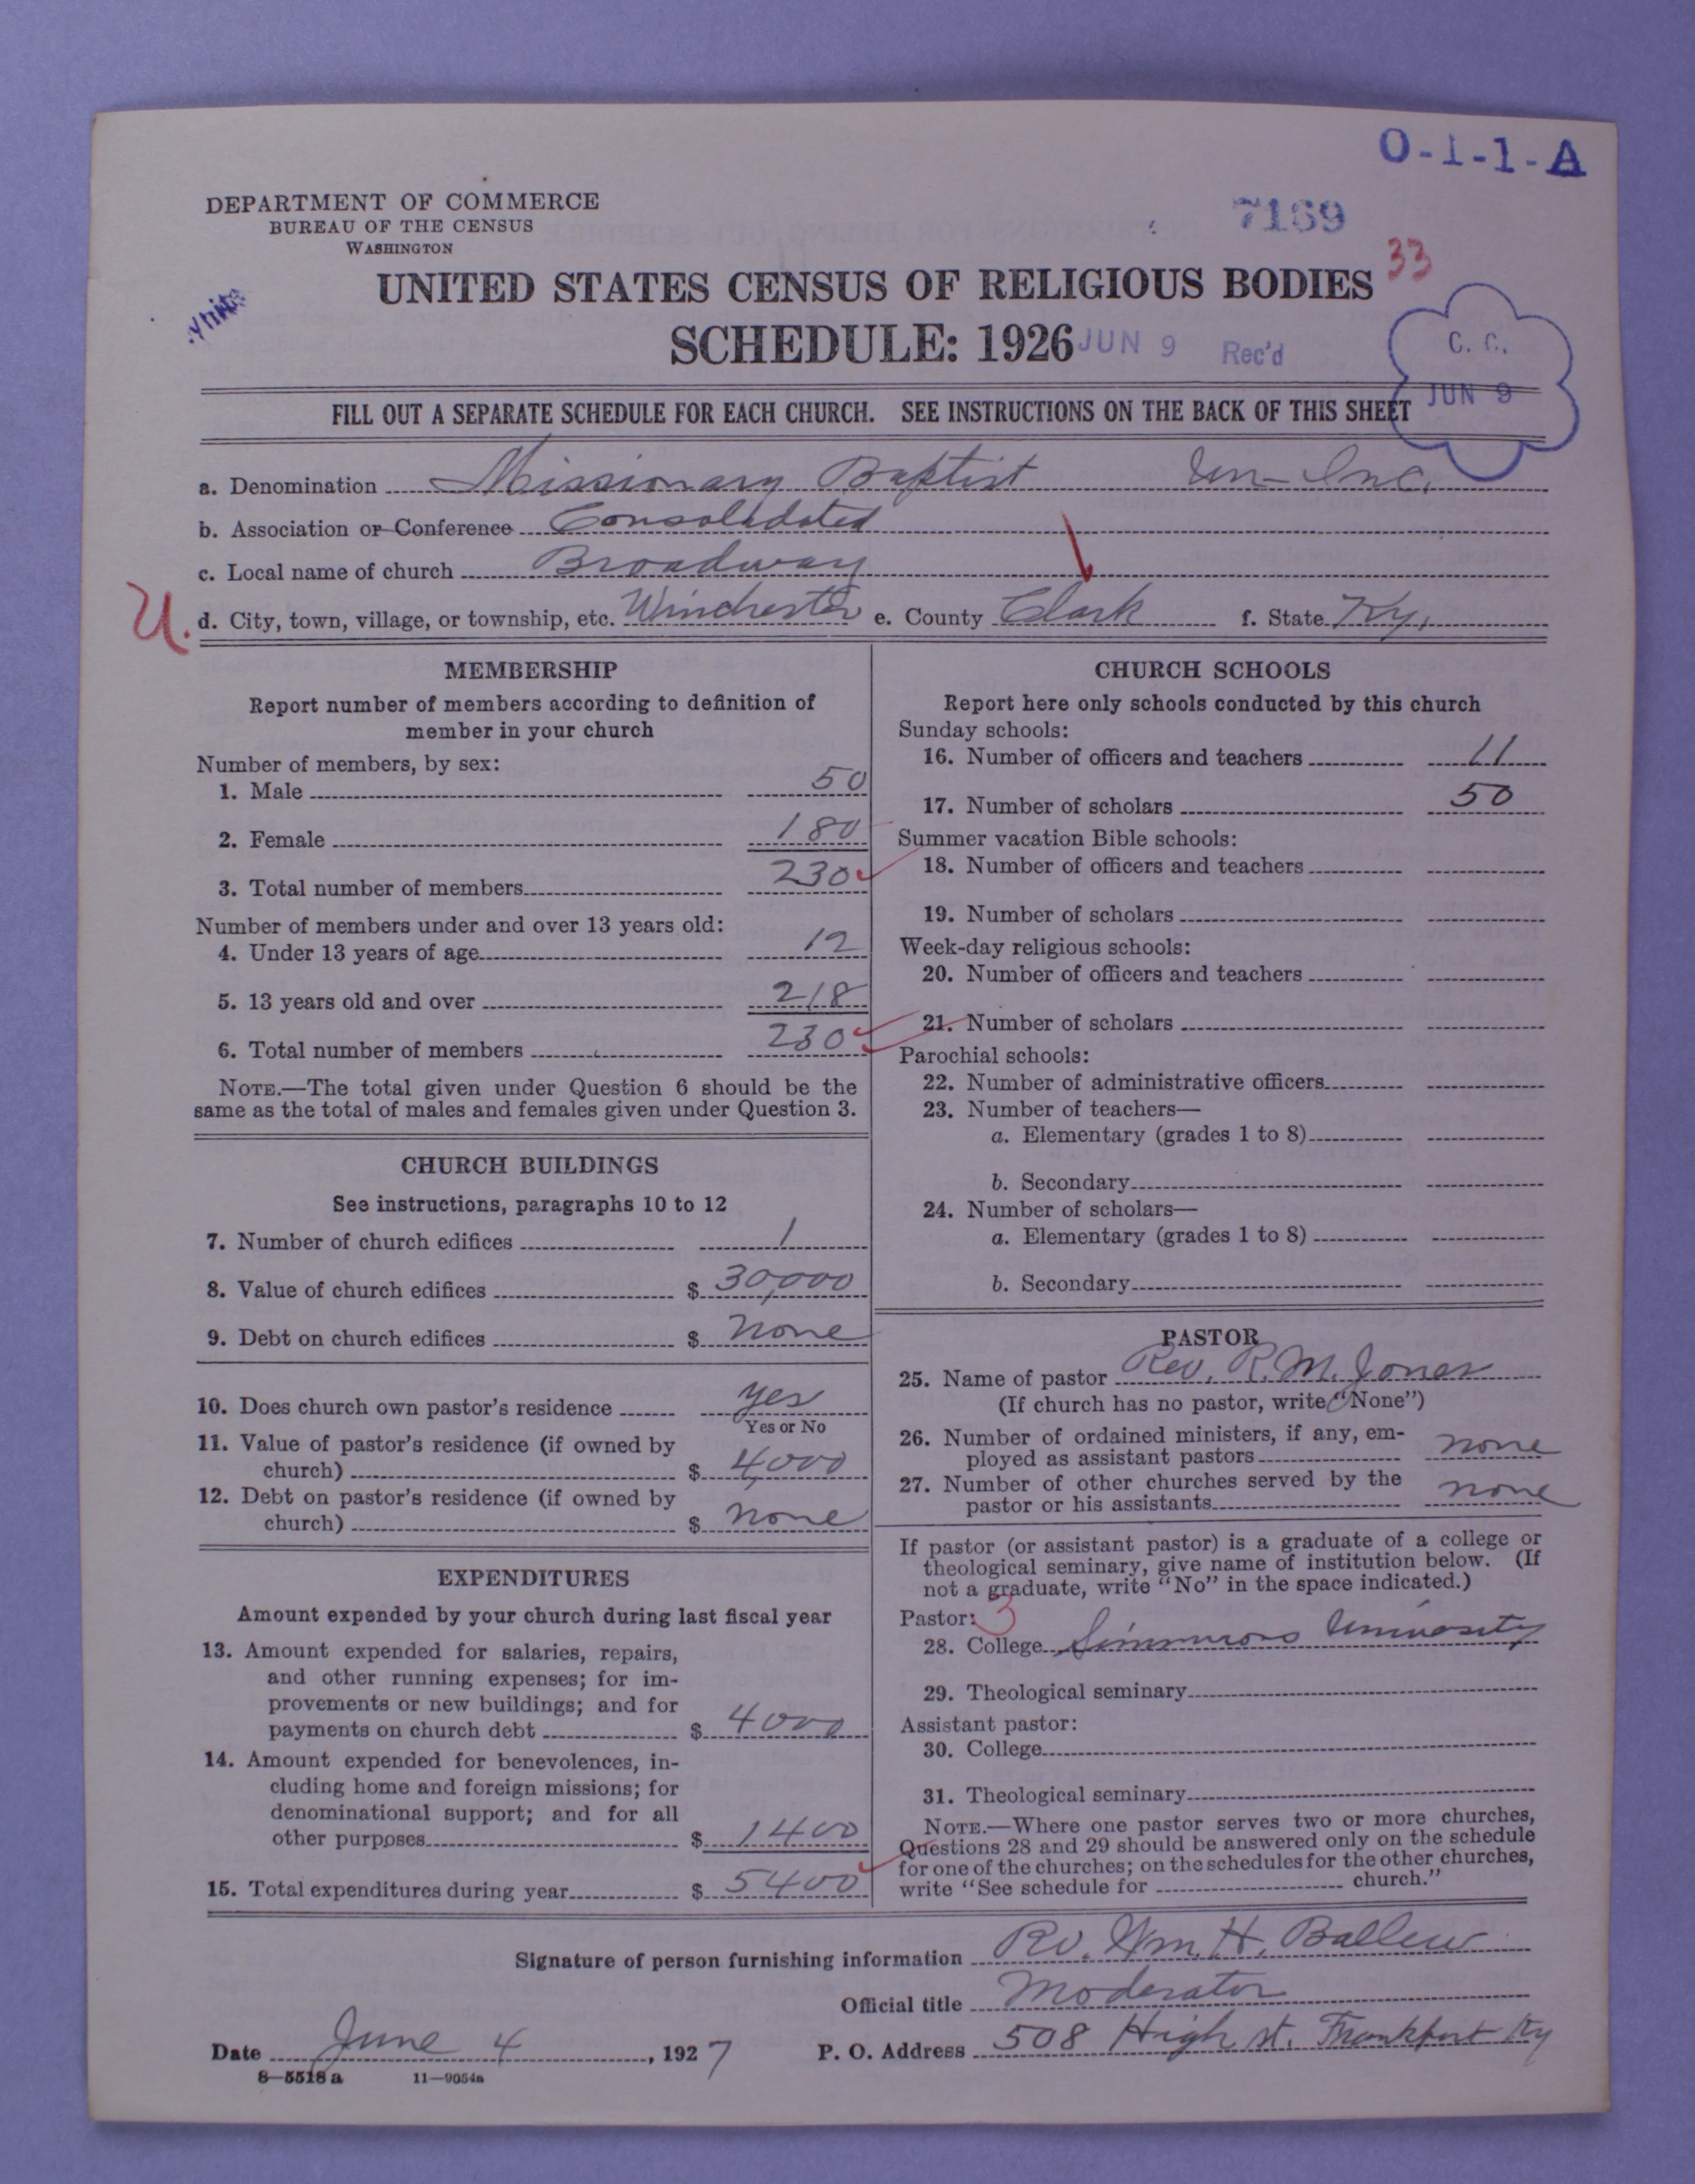 O-1-1-A
DEPARTMENT OF COMMERCE
BUREAU OF THE CENSUS
WASHINGTON
7169
33
UNITED STATES CENSUS OF RELIGIOUS BODIES
SCHEDULE: 1926
JUN 9 Rec'd
C. C.
JUN 9
FILL OUT A SEPARATE SCHEDULE FOR EACH CHURCH. SEE INSTRUCTIONS ON THE BACK OF THIS SHEET
a. Denomination Missionary Baptist Un-Inc.
b. Association or Conference Consolidated
c. Local name of church Broadway
U. d. City, town, village, or township, etc. Winchester e. County Clark f. State Ky.
MEMBERSHIP
Report number of members according to definition of
member in your church
Number of members, by sex:
1. Male 50
2. Female 180
3. Total number of members 230
Number of members under and over 13 years old:
4. Under 13 years of age 12
5. 13 years old and over 218
6. Total number of members 230
NOTE.—The total given under Question 6 should be the
same as the total of males and females given under Question 3.
CHURCH BUILDINGS
See instructions, paragraphs 10 to 12
7. Number of church edifices 1
8. Value of church edifices $ 30,000
9. Debt on church edifices $ none
10. Does church own pastor's residence yes
Yes or No
11. Value of pastor's residence (if owned by
church) $ 4,000
12. Debt on pastor's residence (if owned by
church) $ none
EXPENDITURES
Amount expended by your church during last fiscal year
13. Amount expended for salaries, repairs,
and other running expenses; for im-
provements or new buildings; and for
payments on church debt $ 4000
14. Amount expended for benevolences, in-
cluding home and foreign missions; for
denominational support; and for all
other purposes $ 1400
15. Total expenditures during year $ 5400
CHURCH SCHOOLS
Report here only schools conducted by this church
Sunday schools:
16. Number of officers and teachers 11
17. Number of scholars 50
Summer vacation Bible schools:
18. Number of officers and teachers
19. Number of scholars
Week-day religious schools:
20. Number of officers and teachers
21. Number of scholars
Parochial schools:
22. Number of administrative officers
23. Number of teachers—
a. Elementary (grades 1 to 8)
b. Secondary
24. Number of scholars—
a. Elementary (grades 1 to 8)
b. Secondary
PASTOR
25. Name of pastor Rev. R. M. Jones
(If church has no pastor, write "None")
26. Number of ordained ministers, if any, em-
ployed as assistant pastors none
27. Number of other churches served by the
pastor or his assistants none
If pastor (or assistant pastor) is a graduate of a college or
theological seminary, give name of institution below. (If
not a graduate, write "No" in the space indicated.)
Pastor: 3
28. College Simmons University
29. Theological seminary
Assistant pastor:
30. College
31. Theological seminary
NOTE.—Where one pastor serves two or more churches,
Questions 28 and 29 should be answered only on the schedule
for one of the churches; on the schedules for the other churches,
write "See schedule for church."
Signature of person furnishing information Rv. Wm. H. Ballew
Official title Moderator
Date June 4, 1927 P. O. Address 508 High st. Frankfort Ky
8-5518a 11-9054a